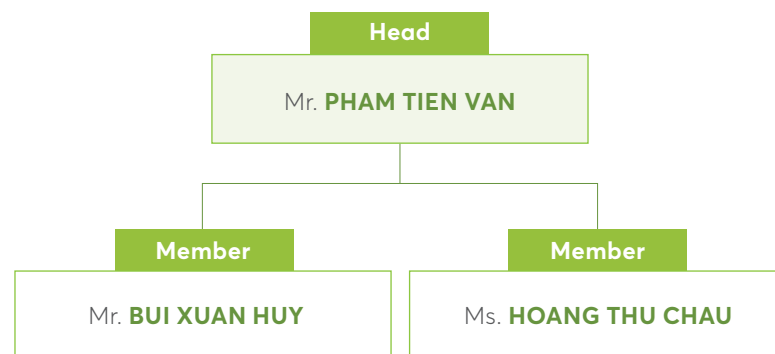 Head
Mr. PHAM TIEN VAN
Member
Member
Mr. BUI XUAN HUY
Ms. HOANG THU CHAU